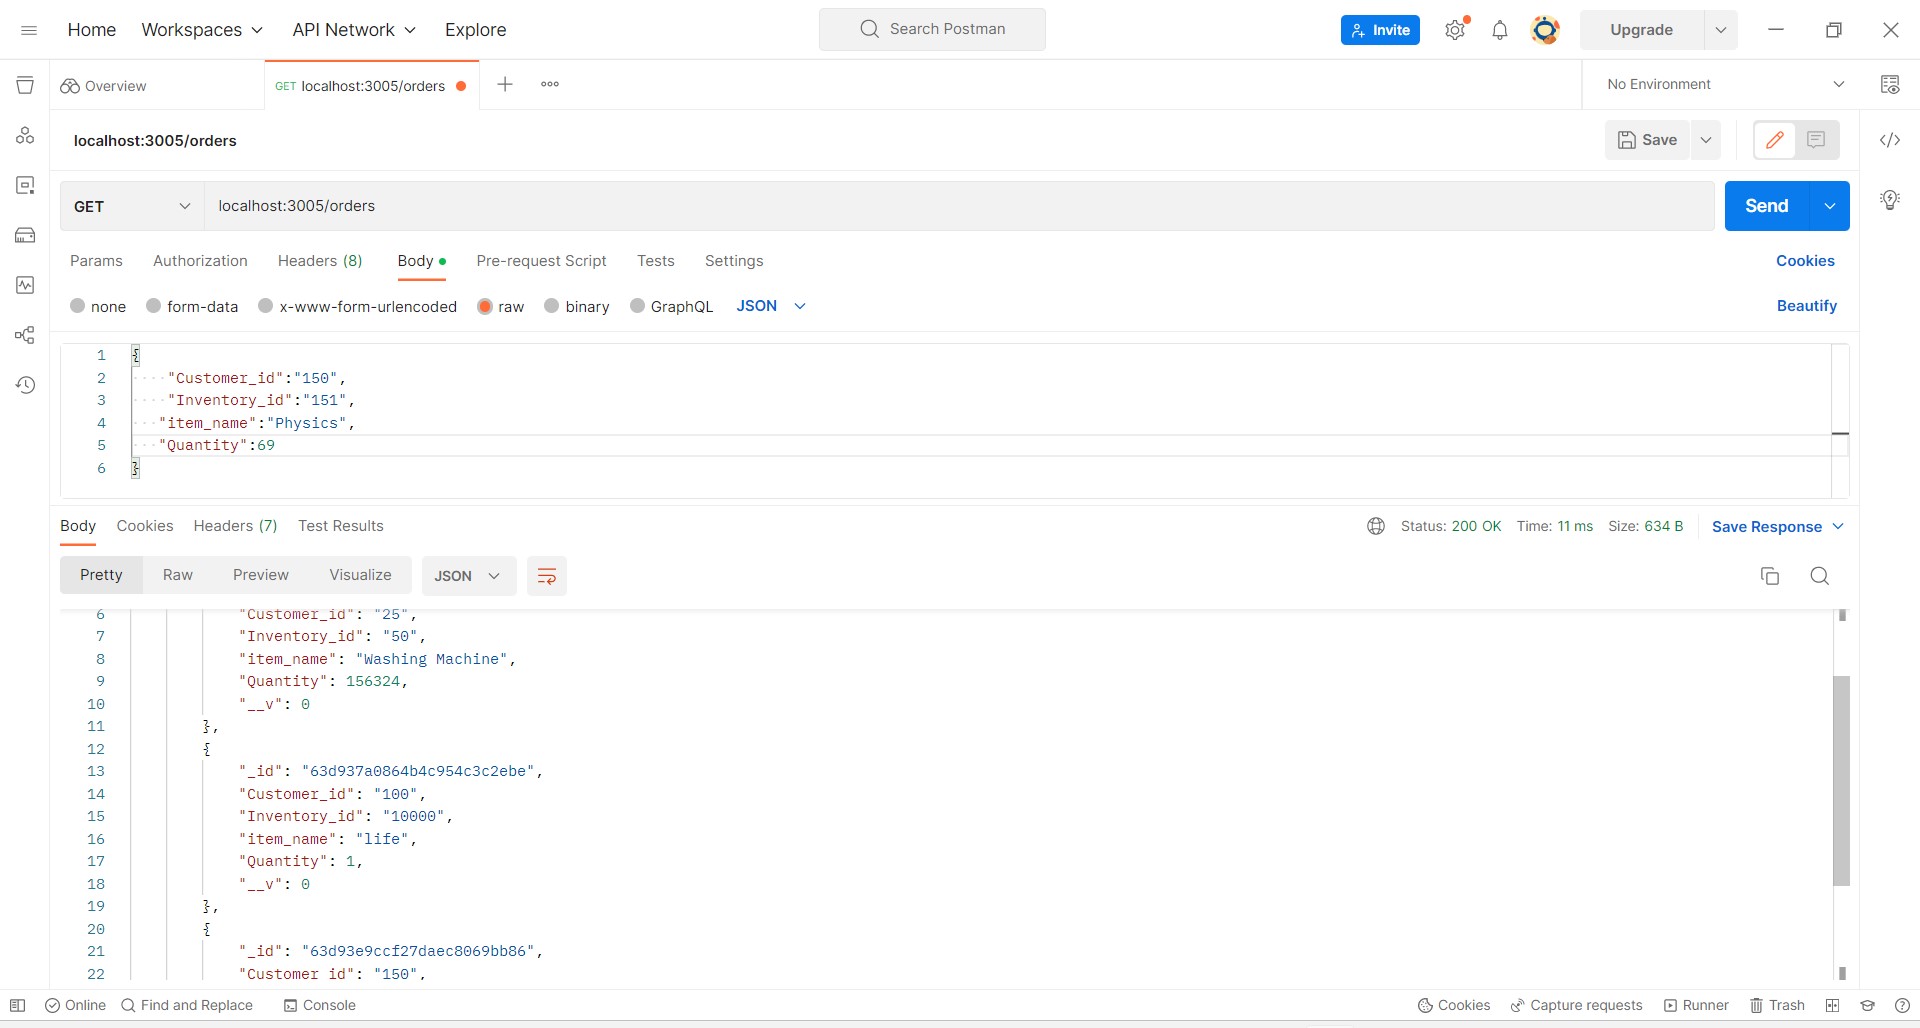 Home Workspaces API Network Explore Search Postman Invite Upgrade
Overview GET localhost:3005/orders No Environment
localhost:3005/orders Save
GET localhost:3005/orders Send
Params Authorization Headers (8) Body Pre-request Script Tests Settings Cookies
none form-data x-www-form-urlencoded raw binary GraphQL JSON Beautify
1 {
2 "Customer_id":"150",
3 "Inventory_id":"151",
4 "item_name":"Physics",
5 "Quantity":69
6 }
Body Cookies Headers (7) Test Results Status: 200 OK Time: 11 ms Size: 634 B Save Response
Pretty Raw Preview Visualize JSON
6 "Customer_id": "25",
7 "Inventory_id": "50",
8 "item_name": "Washing Machine",
9 "Quantity": 156324,
10 "__v": 0
11 },
12 {
13 "_id": "63d937a0864b4c954c3c2ebe",
14 "Customer_id": "100",
15 "Inventory_id": "10000",
16 "item_name": "life",
17 "Quantity": 1,
18 "__v": 0
19 },
20 {
21 "_id": "63d93e9ccf27daec8069bb86",
22 "Customer_id": "150",
Online Find and Replace Console Cookies Capture requests Runner Trash